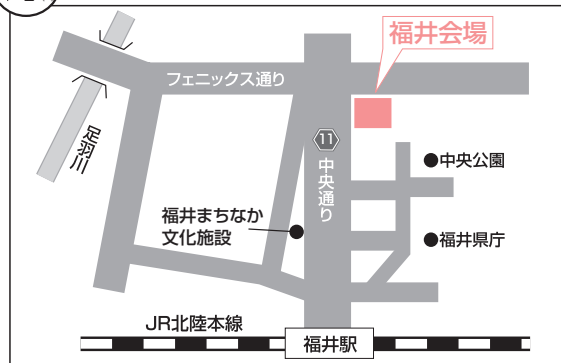 福井会場
フェニックス通り
足羽川
11
中央通り
中央公園
福井まちなか
文化施設
福井県庁
JR北陸本線
福井駅